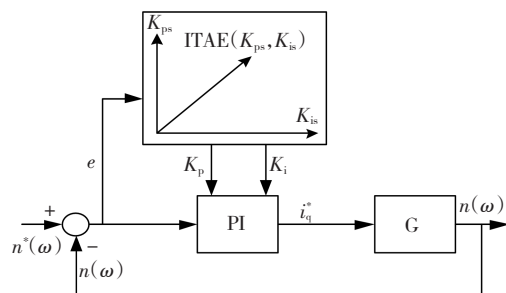 K_ps
ITAE(K_ps,K_is)
K_is
e
K_p
K_i
+
n*(ω)
−
n(ω)
PI
i_q*
G
n(ω)